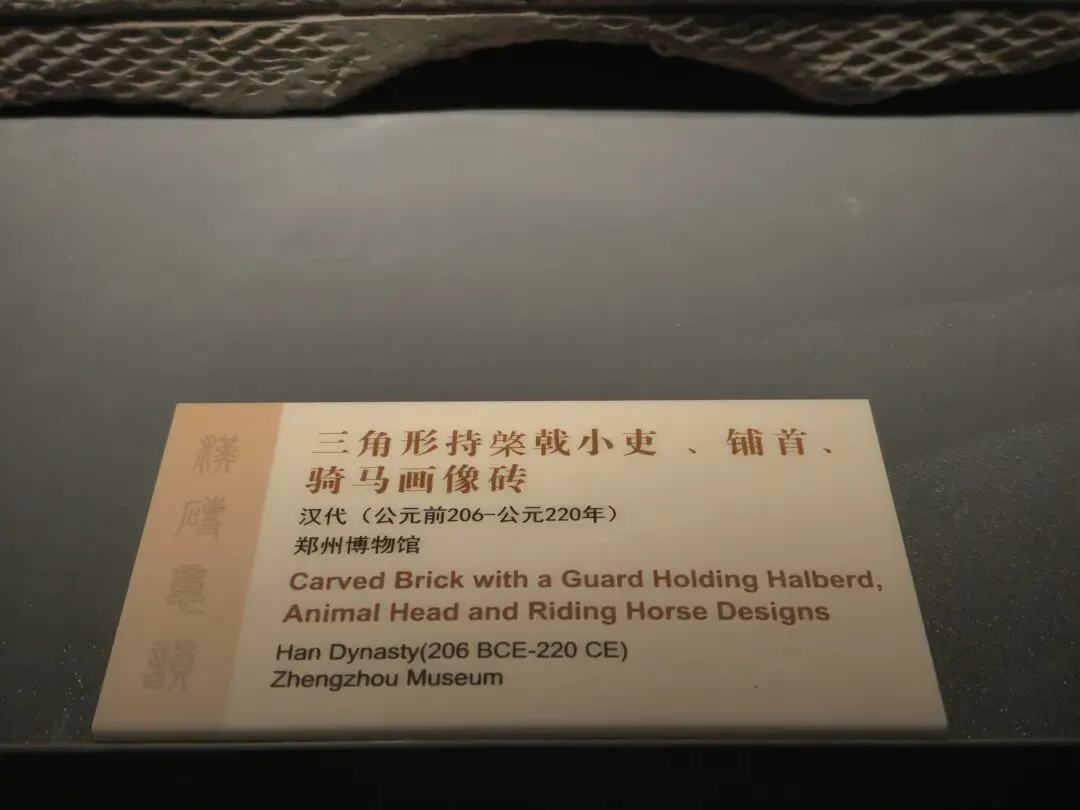 三角形持棨戟小吏 、铺首、
骑马画像砖
汉代（公元前206-公元220年）
郑州博物馆
Carved Brick with a Guard Holding Halberd,
Animal Head and Riding Horse Designs
Han Dynasty(206 BCE-220 CE)
Zhengzhou Museum